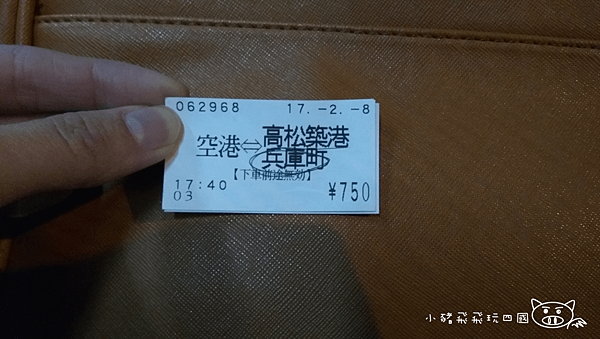 062968 17.-2.-8
空港⇔高松築港
兵庫町
【下車前途無効】
17:40 ¥750
03
小豬飛飛玩四國